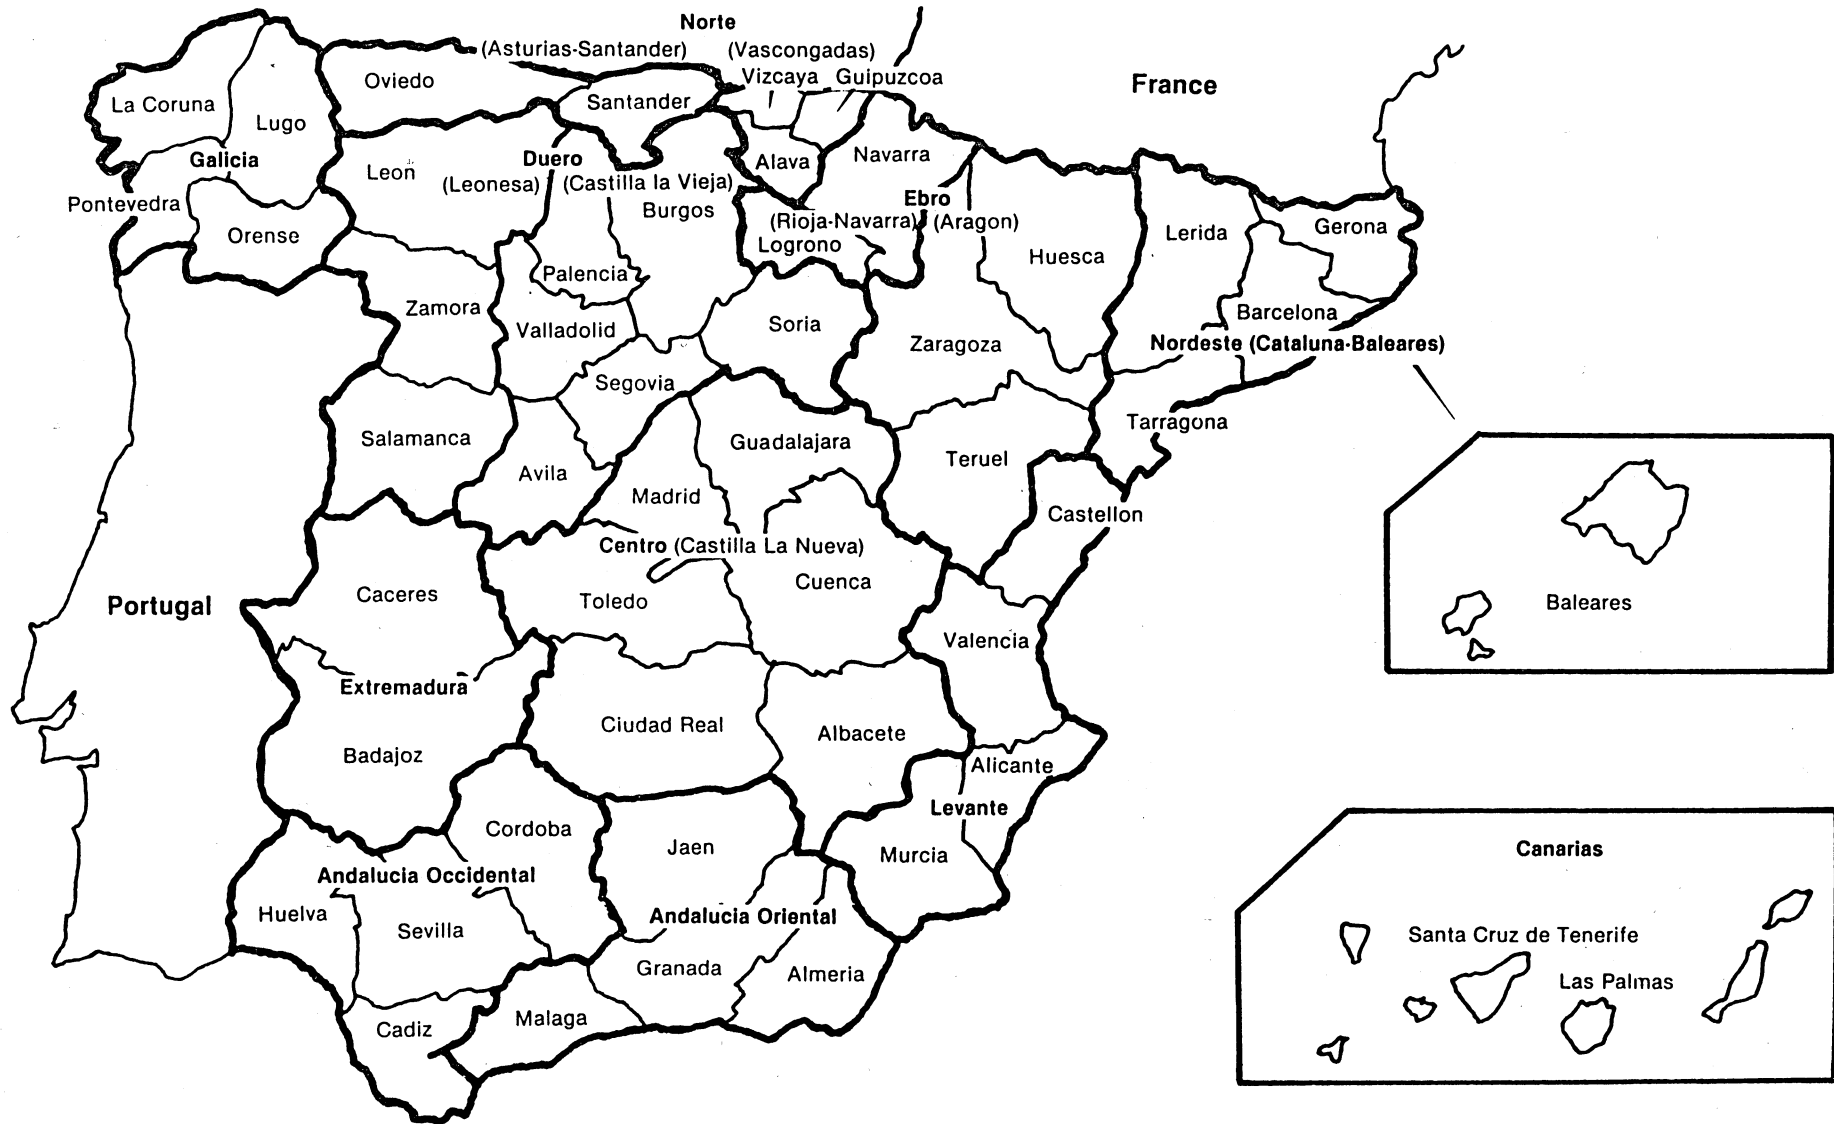 Norte
(Asturias-Santander)
(Vascongadas)
Oviedo
Vizcaya
Guipuzcoa
France
La Coruna
Santander
Lugo
Galicia
Leon
Duero
Alava
Navarra
(Leonesa)
(Castilla la Vieja)
Pontevedra
Burgos
Ebro
(Rioja-Navarra)
(Aragon)
Orense
Logrono
Huesca
Lerida
Gerona
Palencia
Zamora
Valladolid
Soria
Barcelona
Zaragoza
Nordeste (Cataluna-Baleares)
Segovia
Salamanca
Guadalajara
Tarragona
Avila
Teruel
Madrid
Castellon
Centro (Castilla La Nueva)
Cuenca
Caceres
Toledo
Portugal
Baleares
Valencia
Extremadura
Ciudad Real
Albacete
Badajoz
Alicante
Levante
Cordoba
Jaen
Murcia
Canarias
Andalucia Occidental
Huelva
Andalucia Oriental
Sevilla
Santa Cruz de Tenerife
Granada
Almeria
Las Palmas
Cadiz
Malaga